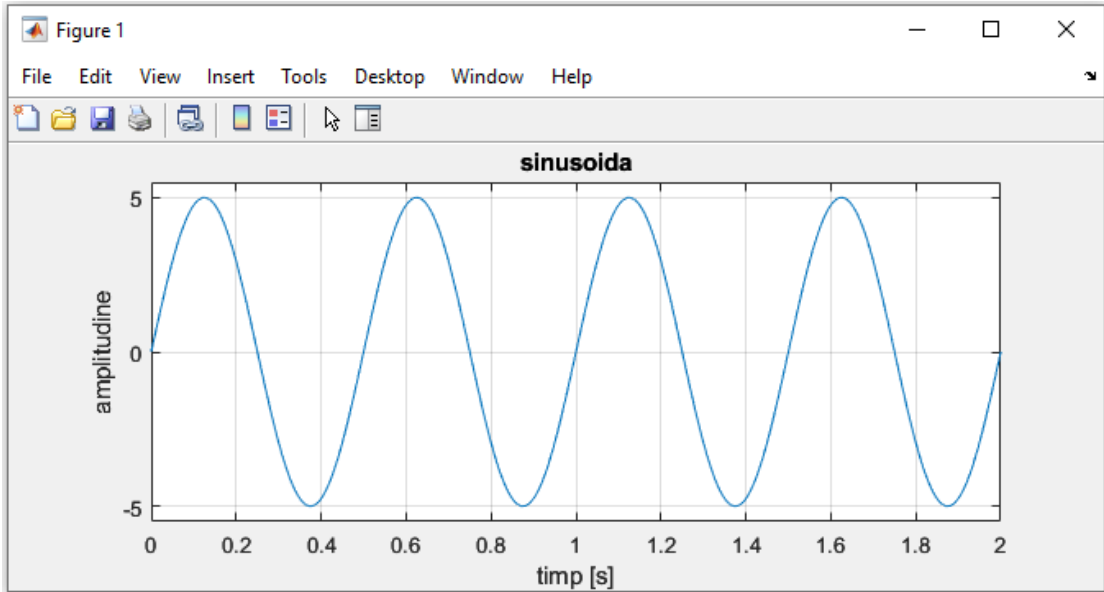 Figure 1
File Edit View Insert Tools Desktop Window Help
sinusoida
amplitudine
5
0
-5
0 0.2 0.4 0.6 0.8 1 1.2 1.4 1.6 1.8 2
timp [s]